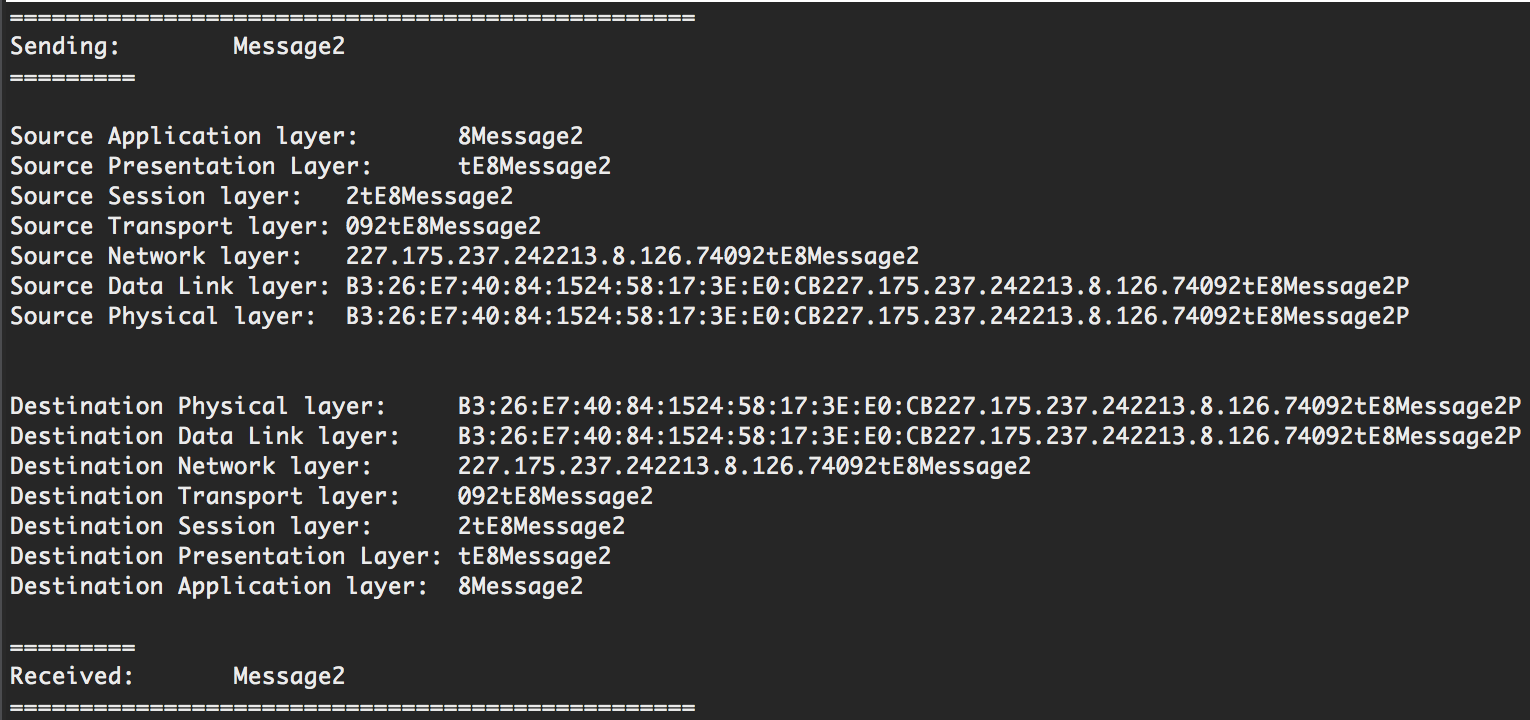 =================================================
Sending:        Message2
=========
Source Application layer:       8Message2
Source Presentation Layer:      tE8Message2
Source Session layer:   2tE8Message2
Source Transport layer: 092tE8Message2
Source Network layer:   227.175.237.242213.8.126.74092tE8Message2
Source Data Link layer: B3:26:E7:40:84:1524:58:17:3E:E0:CB227.175.237.242213.8.126.74092tE8Message2P
Source Physical layer:  B3:26:E7:40:84:1524:58:17:3E:E0:CB227.175.237.242213.8.126.74092tE8Message2P
Destination Physical layer:     B3:26:E7:40:84:1524:58:17:3E:E0:CB227.175.237.242213.8.126.74092tE8Message2P
Destination Data Link layer:    B3:26:E7:40:84:1524:58:17:3E:E0:CB227.175.237.242213.8.126.74092tE8Message2P
Destination Network layer:      227.175.237.242213.8.126.74092tE8Message2
Destination Transport layer:    092tE8Message2
Destination Session layer:      2tE8Message2
Destination Presentation Layer: tE8Message2
Destination Application layer:  8Message2
=========
Received:       Message2
=================================================